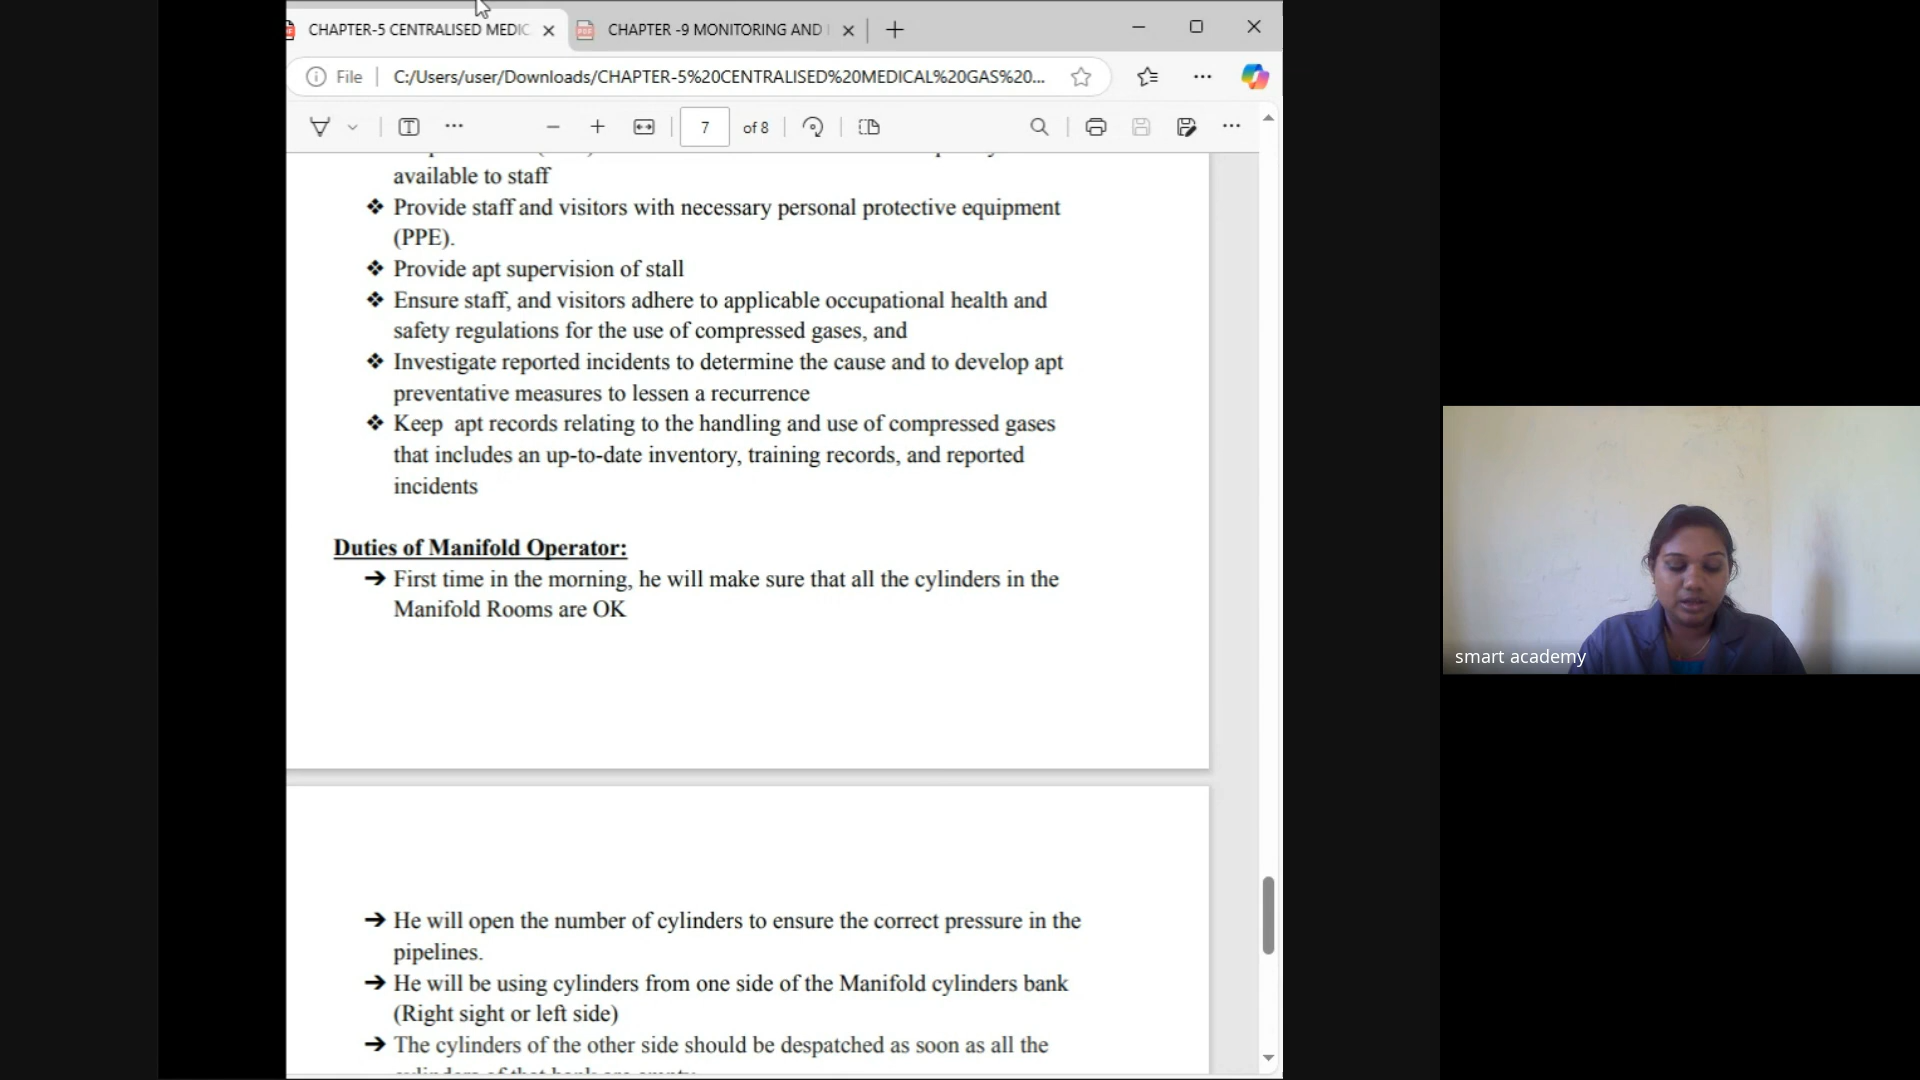 CHAPTER-5 CENTRALISED MEDIC
CHAPTER -9 MONITORING AND
File
C:/Users/user/Downloads/CHAPTER-5%20CENTRALISED%20MEDICAL%20GAS%20...
7 of 8
available to staff
❖ Provide staff and visitors with necessary personal protective equipment
(PPE).
❖ Provide apt supervision of stall
❖ Ensure staff, and visitors adhere to applicable occupational health and
safety regulations for the use of compressed gases, and
❖ Investigate reported incidents to determine the cause and to develop apt
preventative measures to lessen a recurrence
❖ Keep apt records relating to the handling and use of compressed gases
that includes an up-to-date inventory, training records, and reported
incidents
Duties of Manifold Operator:
➔ First time in the morning, he will make sure that all the cylinders in the
Manifold Rooms are OK
➔ He will open the number of cylinders to ensure the correct pressure in the
pipelines.
➔ He will be using cylinders from one side of the Manifold cylinders bank
(Right sight or left side)
➔ The cylinders of the other side should be despatched as soon as all the
smart academy